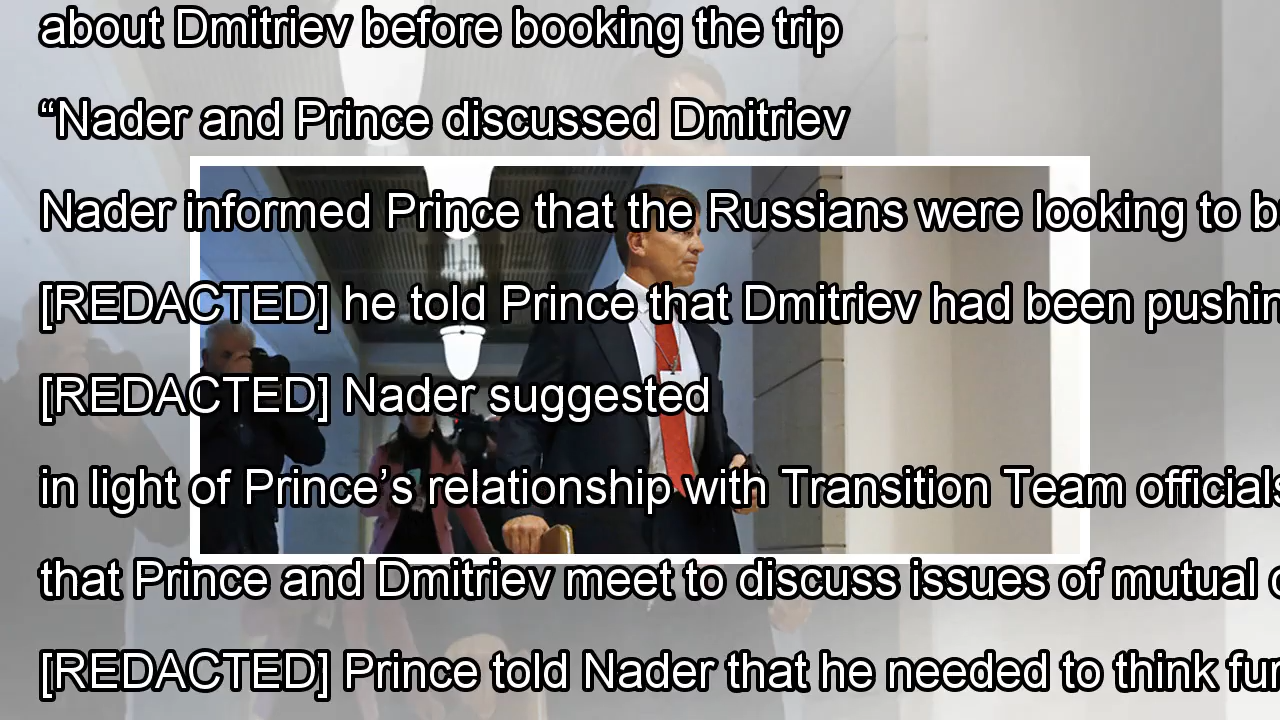 about Dmitriev before booking the trip
“Nader and Prince discussed Dmitriev
Nader informed Prince that the Russians were looking to
[REDACTED] he told Prince that Dmitriev had been
[REDACTED] Nader suggested
in light of Prince’s relationship with Transition Team
that Prince and Dmitriev meet to discuss issues of mutual
[REDACTED] Prince told Nader that he needed to think